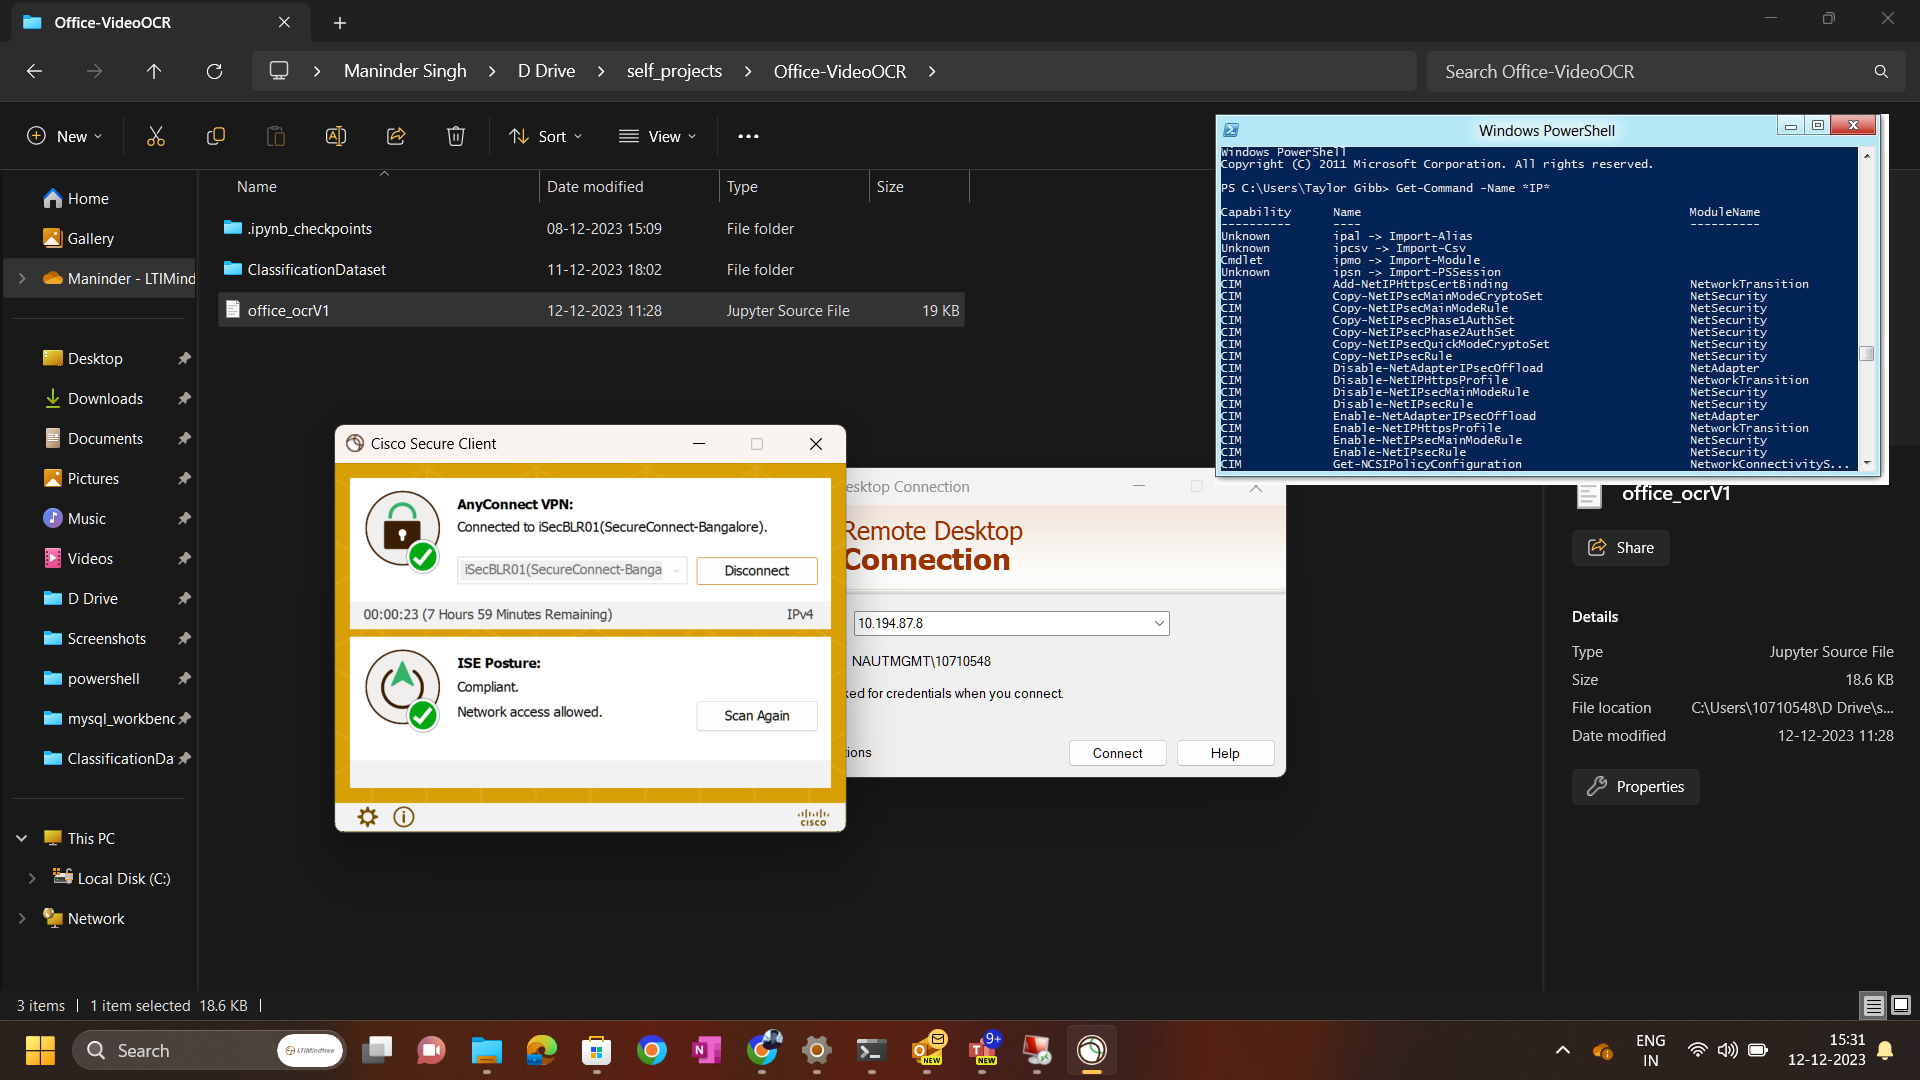 Office-VideoOCR
Maninder Singh
D Drive
self_projects
Office-VideoOCR
Search Office-VideoOCR
New
Sort
View
Home
Gallery
Maninder - LTIMind
Desktop
Downloads
Documents
Pictures
Music
Videos
D Drive
Screenshots
powershell
mysql_workbenc
ClassificationDa
This PC
Local Disk (C:)
Network
Name Date modified Type Size
.ipynb_checkpoints 08-12-2023 15:09 File folder
ClassificationDataset 11-12-2023 18:02 File folder
office_ocrV1 12-12-2023 11:28 Jupyter Source File 19 KB
Windows PowerShell
Windows PowerShell
Copyright (C) 2011 Microsoft Corporation. All rights reserved.
PS C:\Users\Taylor Gibb> Get-Command -Name *IP*
Capability Name ModuleName
---------- ---- ----------
Unknown ipal -> Import-Alias
Unknown ipcsv -> Import-Csv
Cmdlet ipmo -> Import-Module
Unknown ipsn -> Import-PSSession
CIM Add-NetIPHttpsCertBinding NetworkTransition
CIM Copy-NetIPsecMainModeCryptoSet NetSecurity
CIM Copy-NetIPsecMainModeRule NetSecurity
CIM Copy-NetIPsecPhase1AuthSet NetSecurity
CIM Copy-NetIPsecPhase2AuthSet NetSecurity
CIM Copy-NetIPsecQuickModeCryptoSet NetSecurity
CIM Copy-NetIPsecRule NetSecurity
CIM Disable-NetAdapterIPsecOffload NetAdapter
CIM Disable-NetIPHttpsProfile NetworkTransition
CIM Disable-NetIPsecMainModeRule NetSecurity
CIM Disable-NetIPsecRule NetSecurity
CIM Enable-NetAdapterIPsecOffload NetAdapter
CIM Enable-NetIPHttpsProfile NetworkTransition
CIM Enable-NetIPsecMainModeRule NetSecurity
CIM Enable-NetIPsecRule NetSecurity
CIM Get-NCSIPolicyConfiguration NetworkConnectivityS...
Cisco Secure Client
AnyConnect VPN:
Connected to iSecBLR01(SecureConnect-Bangalore).
iSecBLR01(SecureConnect-Banga
Disconnect
00:00:23 (7 Hours 59 Minutes Remaining) IPv4
ISE Posture:
Compliant.
Network access allowed.
Scan Again
cisco
esktop Connection
Remote Desktop
Connection
10.194.87.8
NAUTMGMT\10710548
ked for credentials when you connect.
tions
Connect
Help
office_ocrV1
Share
Details
Type Jupyter Source File
Size 18.6 KB
File location C:\Users\10710548\D Drive\s...
Date modified 12-12-2023 11:28
Properties
3 items
1 item selected 18.6 KB
Search
LTIMindtree
NEW
9+
NEW
ENG
IN
15:31
12-12-2023